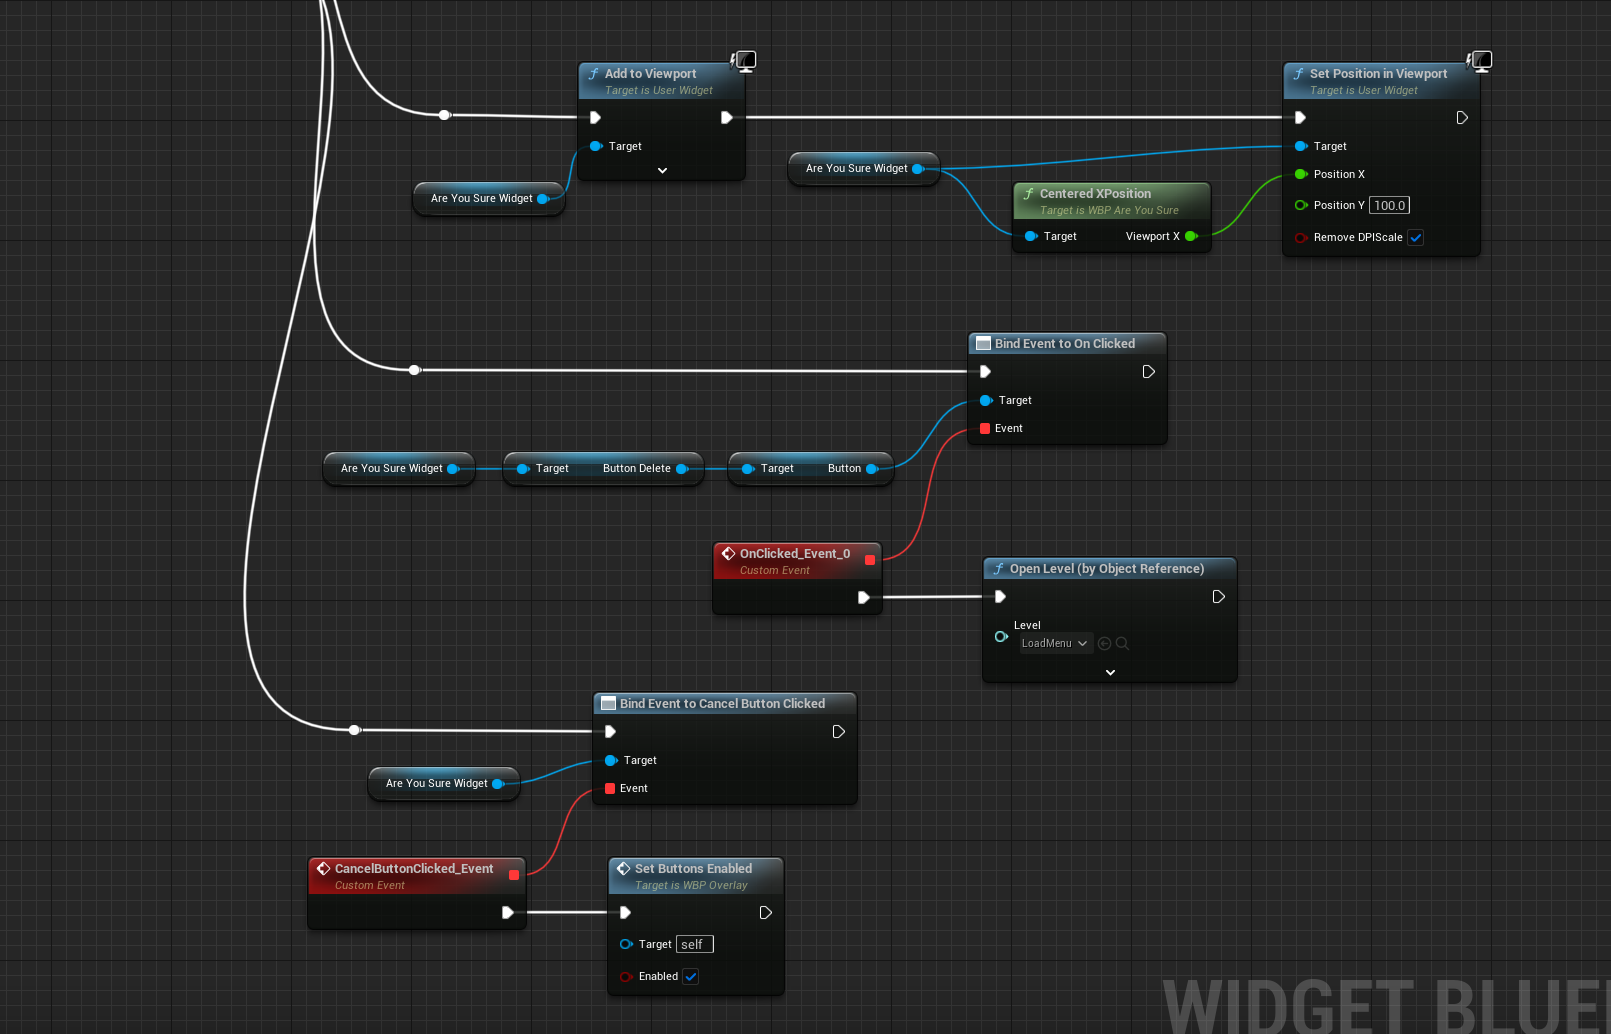 Add to Viewport
Target is User Widget
Target
Are You Sure Widget
Are You Sure Widget
Centered XPosition
Target is WBP Are You Sure
Target Viewport X
Set Position in Viewport
Target is User Widget
Target
Position X
Position Y 100.0
Remove DPIScale
Bind Event to On Clicked
Target
Event
Are You Sure Widget
Target Button Delete
Target Button
OnClicked_Event_0
Custom Event
Open Level (by Object Reference)
Level
LoadMenu
Bind Event to Cancel Button Clicked
Target
Event
Are You Sure Widget
CancelButtonClicked_Event
Custom Event
Set Buttons Enabled
Target is WBP Overlay
Target self
Enabled
WIDGET BLUE